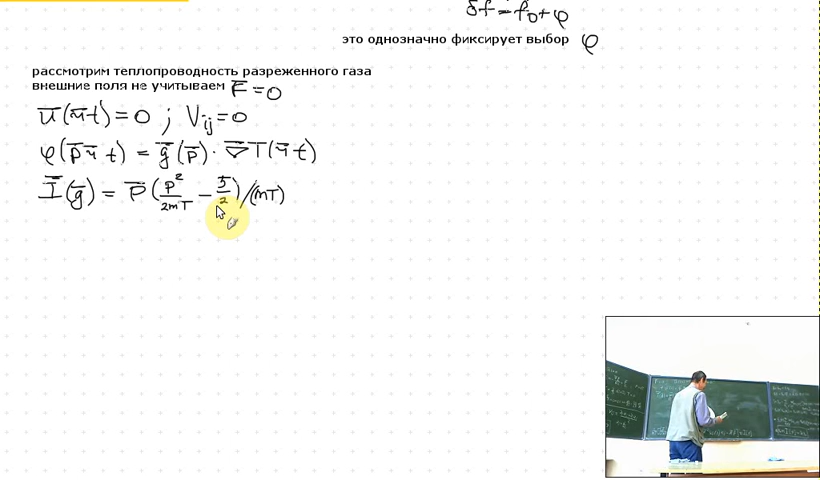 δf = f₀ + φ
это однозначно фиксирует выбор φ
рассмотрим теплопроводность разреженного газа
внешние поля не учитываем F̅ = 0
u̅(r̅ t) = 0 ; V_ij = 0
φ(p̅ r̅ t) = g̅(p̅) · ∇̅T(r̅ t)
I̅(g̅) = p̅ (p²/2mT − 5/2)/(mT)